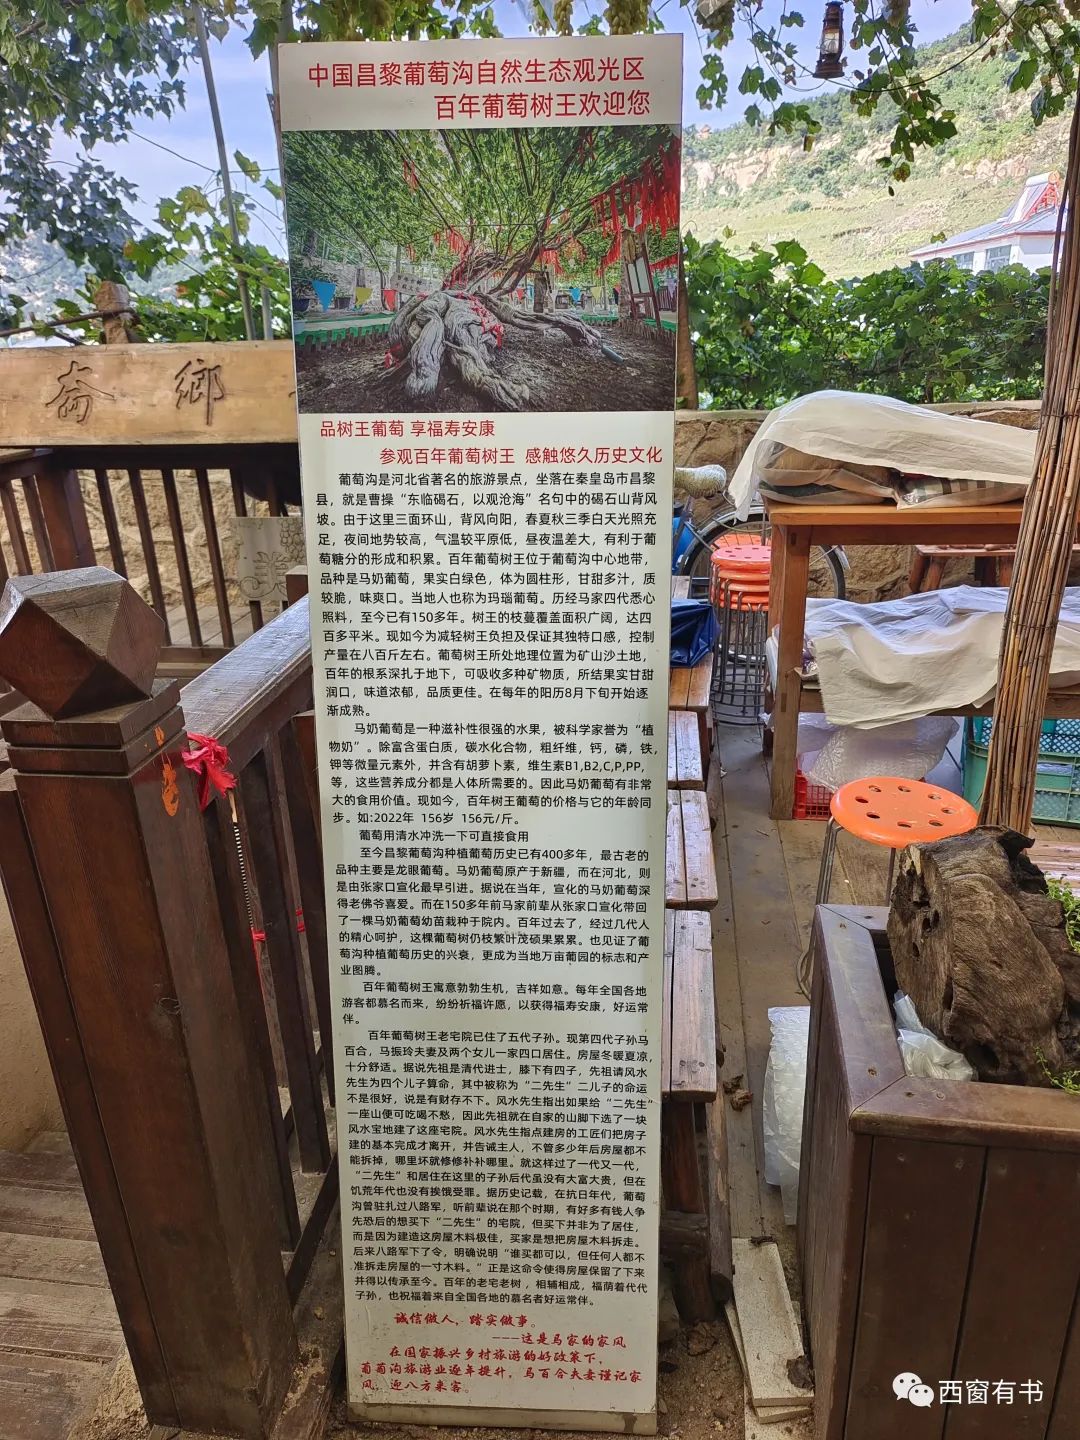 中国昌黎葡萄沟自然生态观光区
百年葡萄树王欢迎您
品树王葡萄 享福寿安康
参观百年葡萄树王 感触悠久历史文化
葡萄沟是河北省著名的旅游景点，坐落在秦皇岛市昌黎
县，就是曹操“东临碣石，以观沧海”名句中的碣石山背风
坡。由于这里三面环山，背风向阳，春夏秋三季白天光照充
足，夜间地势较高，气温较平原低，昼夜温差大，有利于葡
萄糖分的形成和积累。百年葡萄树王位于葡萄沟中心地带，
品种是马奶葡萄，果实白绿色，体为圆柱形，甘甜多汁，质
较脆，味爽口。当地人也称为玛瑙葡萄。历经马家四代悉心
照料，至今已有150多年。树王的枝蔓覆盖面积广阔，达四
百多平米。现如今为减轻树王负担及保证其独特口感，控制
产量在八百斤左右。葡萄树王所处地理位置为矿山沙土地，
百年的根系深扎于地下，可吸收多种矿物质，所结果实甘甜
润口，味道浓郁，品质更佳。在每年的阳历8月下旬开始逐
渐成熟。
马奶葡萄是一种滋补性很强的水果，被科学家誉为“植
物奶”。除富含蛋白质，碳水化合物，粗纤维，钙，磷，铁，
钾等微量元素外，并含有胡萝卜素，维生素B1,B2,C,P,PP,
等，这些营养成分都是人体所需要的。因此马奶葡萄有非常
大的食用价值。现如今，百年树王葡萄的价格与它的年龄同
步。如:2022年 156岁 156元/斤。
葡萄用清水冲洗一下可直接食用
至今昌黎葡萄沟种植葡萄历史已有400多年，最古老的
品种主要是龙眼葡萄。马奶葡萄原产于新疆，而在河北，则
是由张家口宣化最早引进。据说在当年，宣化的马奶葡萄深
得老佛爷喜爱。而在150多年前马家前辈从张家口宣化带回
了一棵马奶葡萄幼苗栽种于院内。百年过去了，经过几代人
的精心呵护，这棵葡萄树仍枝繁叶茂硕果累累。也见证了葡
萄沟种植葡萄历史的兴衰，更成为当地万亩葡园的标志和产
业图腾。
百年葡萄树王寓意勃勃生机，吉祥如意。每年全国各地
游客都慕名而来，纷纷祈福许愿，以获得福寿安康，好运常
伴。
百年葡萄树王老宅院已住了五代子孙。现第四代子孙马
百合，马振玲夫妻及两个女儿一家四口居住。房屋冬暖夏凉，
十分舒适。据说先祖是清代进士，膝下有四子，先祖请风水
先生为四个儿子算命，其中被称为“二先生”二儿子的命运
不是很好，说是有财存不下。风水先生指出如果给“二先生”
一座山便可吃喝不愁，因此先祖就在自家的山脚下选了一块
风水宝地建了这座宅院。风水先生指点建房的工匠们把房子
建的基本完成才离开，并告诫主人，不管多少年后房屋都不
能拆掉，哪里坏就修修补补哪里。就这样过了一代又一代，
“二先生”和居住在这里的子孙后代虽没有大富大贵，但在
饥荒年代也没有挨饿受罪。据历史记载，在抗日年代，葡萄
沟曾驻扎过八路军，听前辈说在那个时期，有好多有钱人争
先恐后的想买下“二先生”的宅院，但买下并非为了居住，
而是因为建造这房屋木料极佳，买家是想把房屋木料拆走。
后来八路军下了令，明确说明“谁买都可以，但任何人都不
准拆走房屋的一寸木料。”正是这命令使得房屋保留了下来
并得以传承至今。百年的老宅老树，相辅相成，福荫着代代
子孙，也祝福着来自全国各地的慕名者好运常伴。
诚信做人，踏实做事。
---这是马家的家风
在国家振兴乡村旅游的好政策下，
葡萄沟旅游业逐年提升，马百合夫妻谨记家
风，迎八方来客。
鄉
美
西窗有书